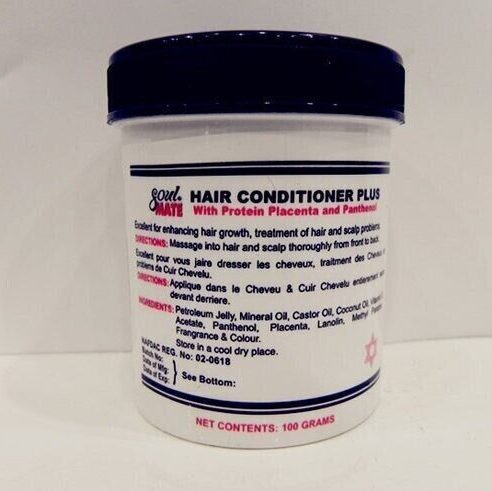 Soul MATE
HAIR CONDITIONER PLUS
With Protein Placenta and Panthenol
Excellent for enhancing hair growth, treatment of hair and scalp problems.
DIRECTIONS: Massage into hair and scalp thoroughly from front to back.
Excellent pour vous jaire dresser les cheveux, traitment des
problems de Cuir Chevelu.
DIRECTIONS: Applique dans le Cheveu & Cuir Chevelu entierement
devant derriere.
INGREDIENTS: Petroleum Jelly, Mineral Oil, Castor Oil, Coconut Oil,
Acetate, Panthenol, Placenta, Lanolin, Methyl
Frangrance & Colour.
Store in a cool dry place.
NAFDAC REG. No: 02-0618
Batch No:
Date of Mfg:
Date of Exp:
See Bottom:
NET CONTENTS: 100 GRAMS